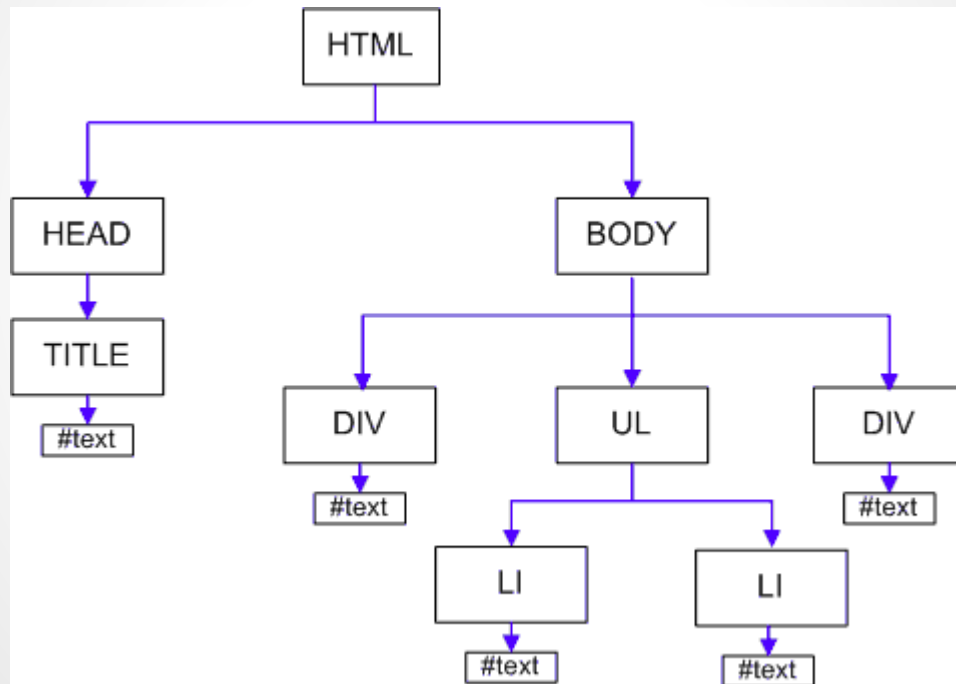 HTML
HEAD
BODY
TITLE
#text
DIV
UL
DIV
#text
#text
LI
LI
#text
#text